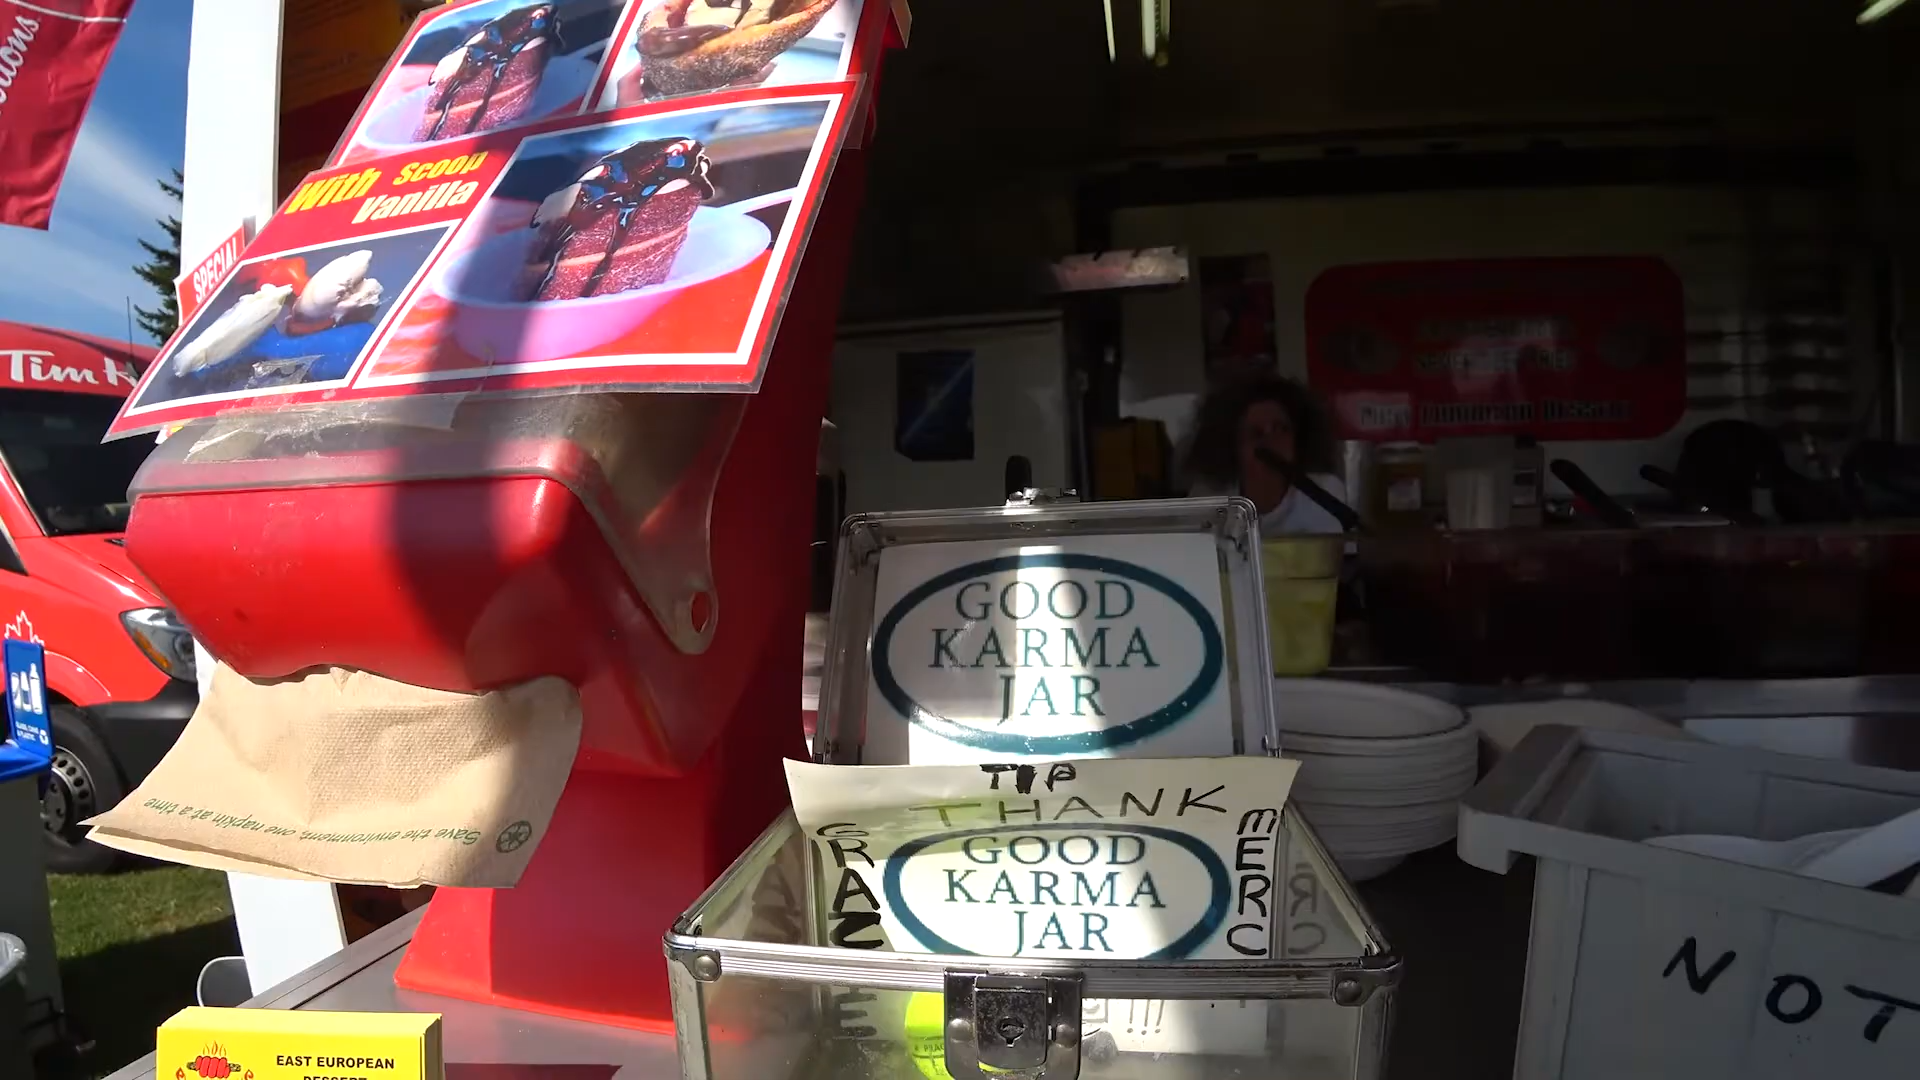 With Scoop
Vanilla
SPECIAL
Tim H
GOOD
KARMA
JAR
TIP
THANK
GRAZ
MERC
GOOD
KARMA
JAR
Save the environment, one napkin at a time
!!!
NOT
EAST EUROPEAN
DESSERT